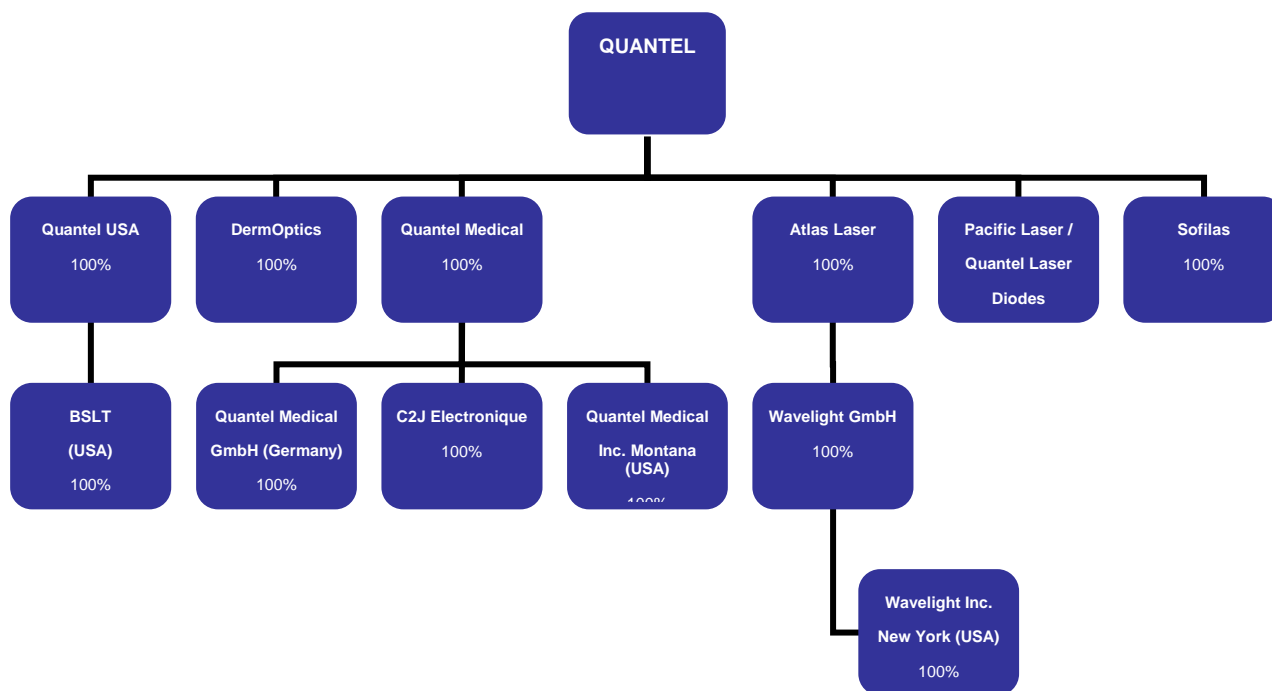 QUANTEL
Quantel USA
100%
DermOptics
100%
Quantel Medical
100%
Atlas Laser
100%
Pacific Laser /
Quantel Laser
Diodes
Sofilas
100%
BSLT
(USA)
100%
Quantel Medical
GmbH (Germany)
100%
C2J Electronique
100%
Quantel Medical
Inc. Montana
(USA)
100%
Wavelight GmbH
100%
Wavelight Inc.
New York (USA)
100%